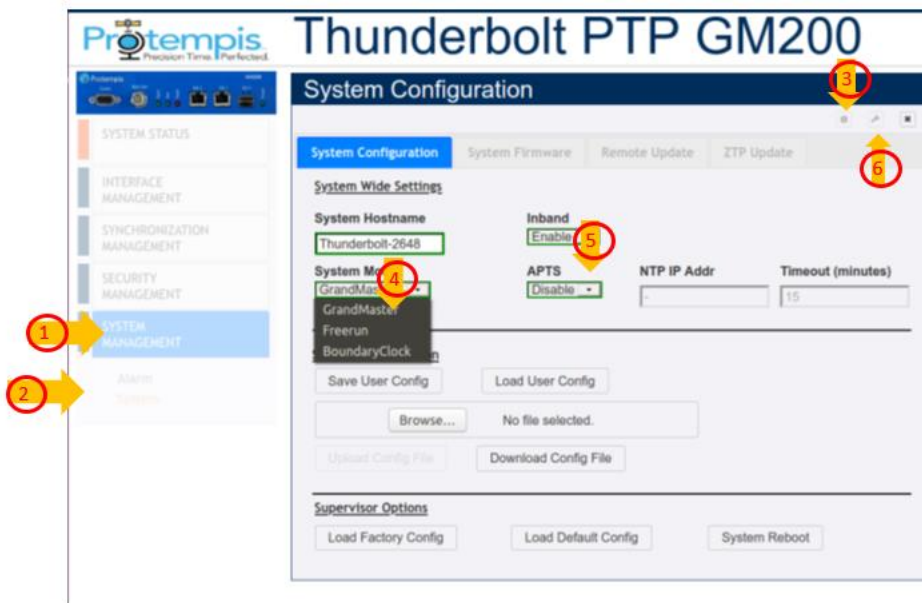 Protempis
Precision Time. Perfected.
Thunderbolt PTP GM200
Protempis
System Configuration
3
SYSTEM STATUS
System Configuration
System Firmware
Remote Update
ZTP Update
6
INTERFACE
MANAGEMENT
System Wide Settings
System Hostname
Inband
Thunderbolt-2648
Enable
5
SYNCHRONIZATION
MANAGEMENT
System Mo
4
APTS
NTP IP Addr
Timeout (minutes)
GrandMas
Disable
-
15
SECURITY
MANAGEMENT
GrandMaster
Freerun
BoundaryClock
1
SYSTEM
MANAGEMENT
2
Alarm
System
Save User Config
Load User Config
Browse...
No file selected.
Upload Config File
Download Config File
Supervisor Options
Load Factory Config
Load Default Config
System Reboot